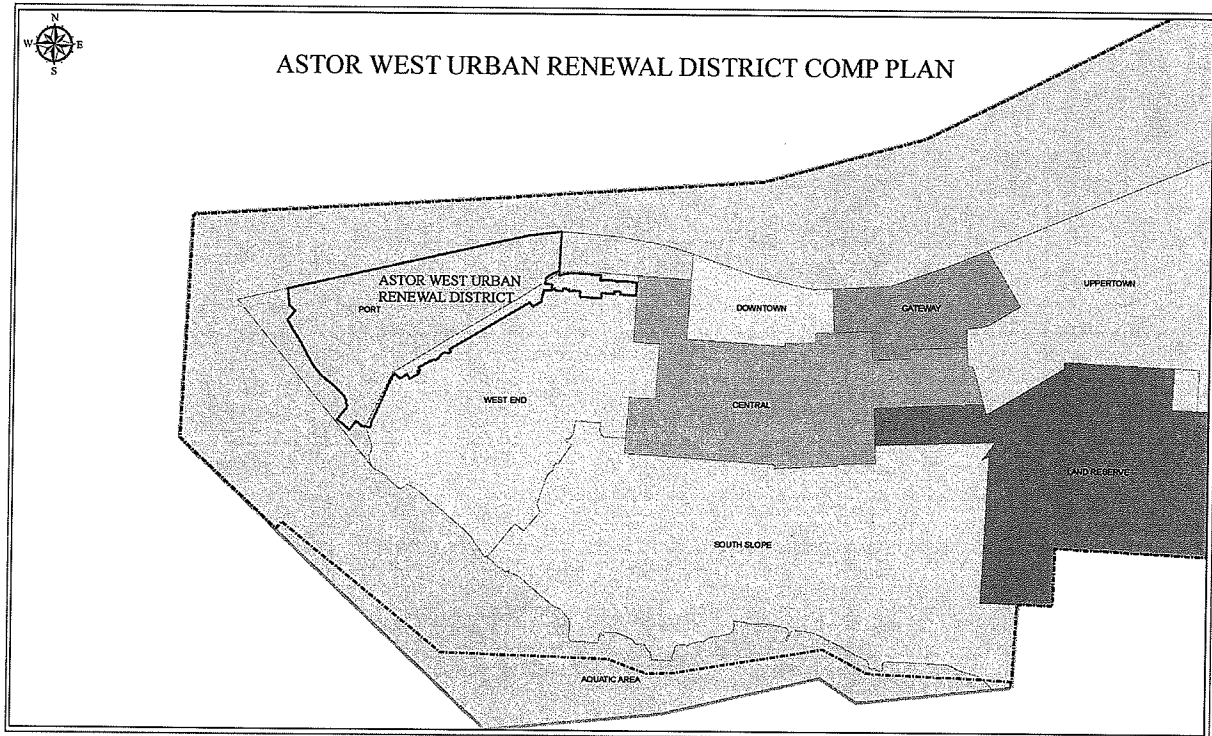 N
W E
S
ASTOR WEST URBAN RENEWAL DISTRICT COMP PLAN
ASTOR WEST URBAN
RENEWAL DISTRICT
PORT
DOWNTOWN
GATEWAY
UPPERTOWN
WEST END
CENTRAL
LAND RESERVE
SOUTH SLOPE
AQUATIC AREA